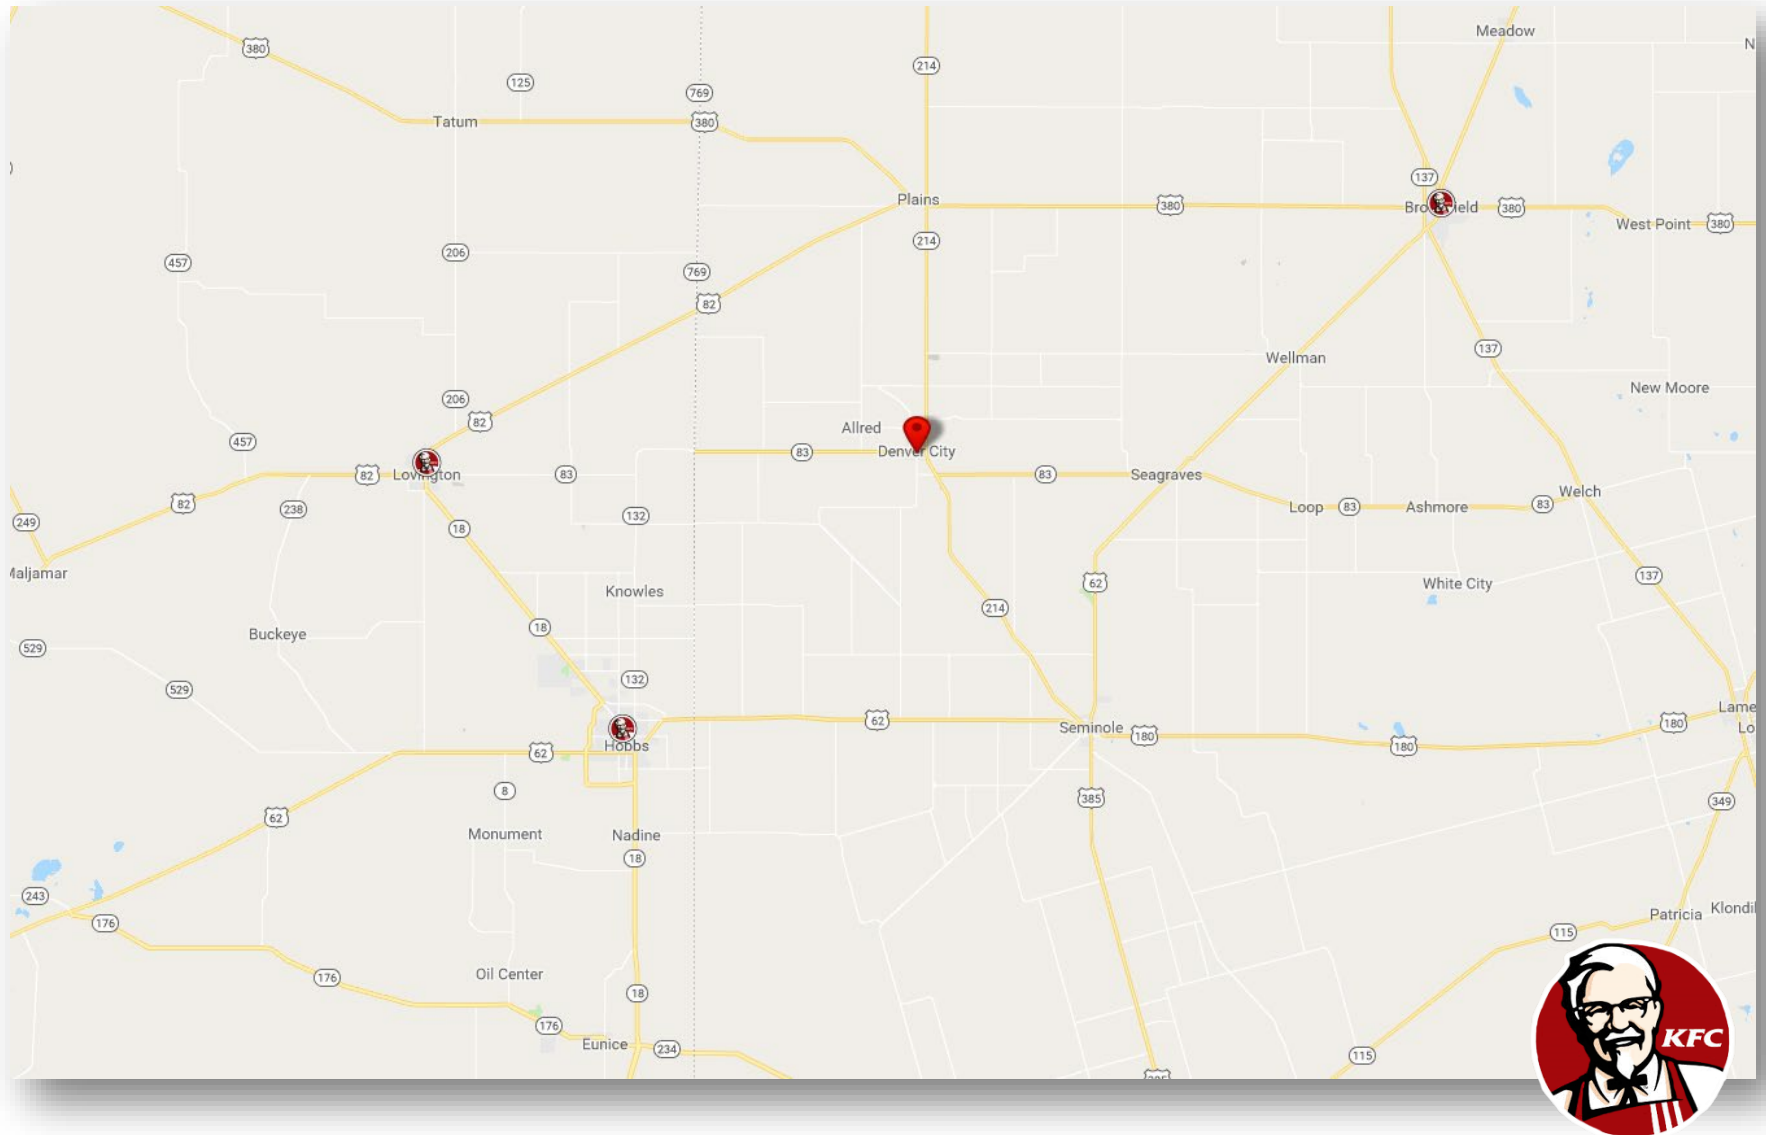 Meadow
N
380
214
125
769
Tatum
380
137
Plains
380
Bro ield
380
West Point
380
214
206
457
769
82
137
Wellman
New Moore
206
82
457
Allred
83
Denver City
82
Lovington
83
83
Seagraves
Welch
82
238
Loop
83
Ashmore
83
249
18
132
Maljamar
137
62
White City
Knowles
214
18
Buckeye
529
132
529
Lame
62
180
Lo
Seminole
180
180
Hobbs
62
8
385
349
62
Monument
Nadine
18
243
Patricia
Klondi
176
115
Oil Center
176
18
176
KFC
Eunice
234
115
385